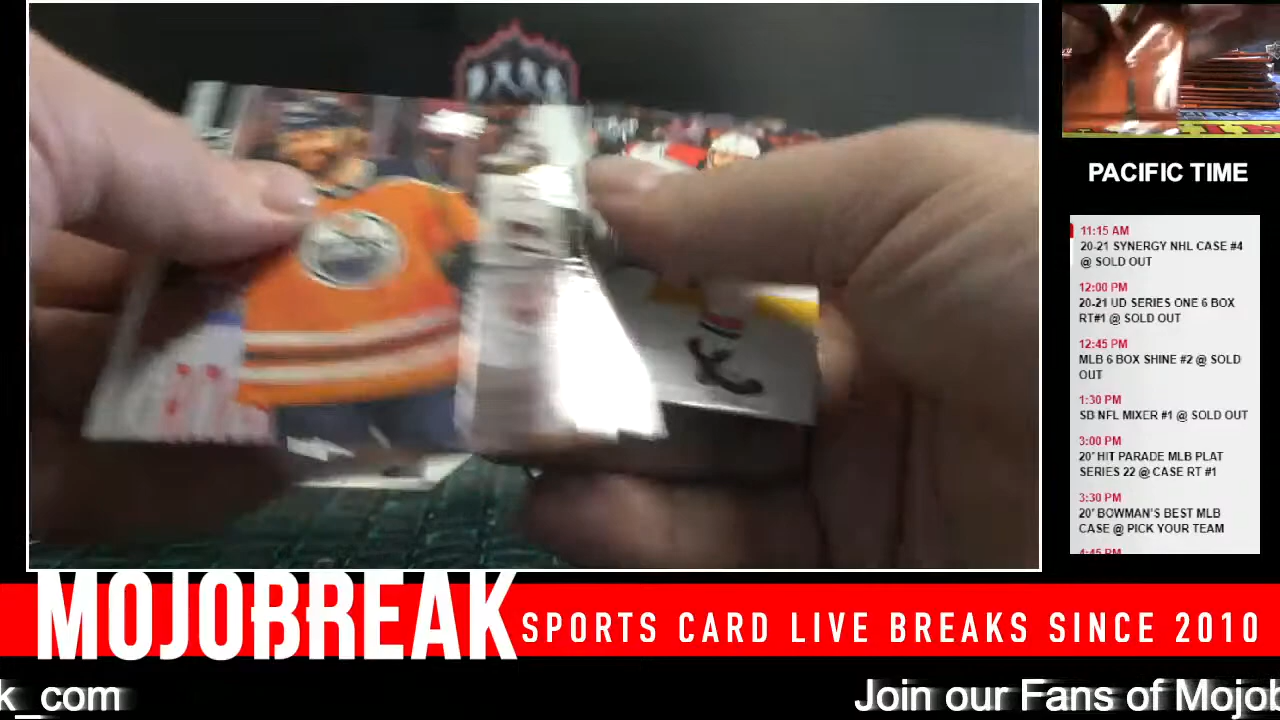 PACIFIC TIME
11:15 AM
20-21 SYNERGY NHL CASE #4
@ SOLD OUT
12:00 PM
20-21 UD SERIES ONE 6 BOX
RT#1 @ SOLD OUT
12:45 PM
MLB 6 BOX SHINE #2 @ SOLD
OUT
1:30 PM
SB NFL MIXER #1 @ SOLD OUT
3:00 PM
20' HIT PARADE MLB PLAT
SERIES 22 @ CASE RT #1
3:30 PM
20' BOWMAN'S BEST MLB
CASE @ PICK YOUR TEAM
4:45 PM
MOJOBREAK
SPORTS CARD LIVE BREAKS SINCE 2010
k_com
Join our Fans of Mojob